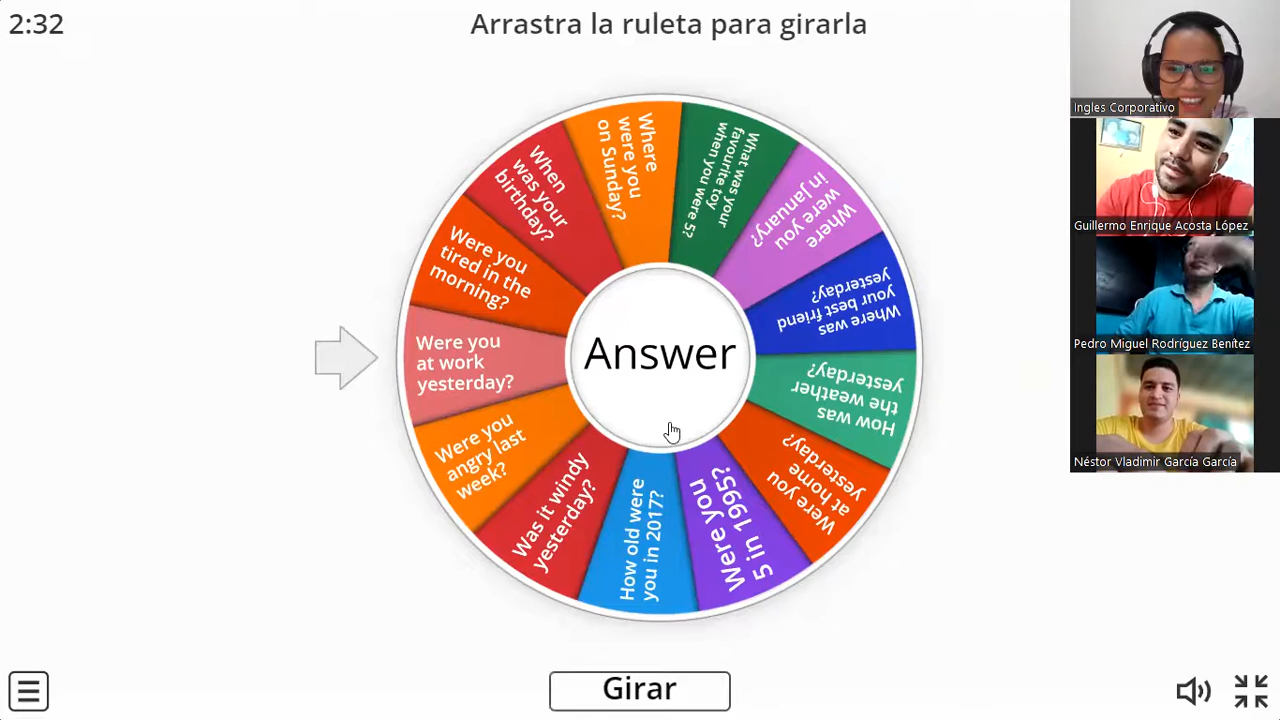 2:32
Arrastra la ruleta para girarla
Where
were you
on Sunday?
What was your
favourite toy
when you were 5?
Where
were you
in January?
Where was
your best friend
yesterday?
How was
the weather
yesterday?
Were you
at home
yesterday?
Were you
5 in 1995?
How old were
you in 2017?
Was it windy
yesterday?
Were you
angry last
week?
Were you
at work
yesterday?
Were you
tired in the
morning?
When
was your
birthday?
Answer
Girar
Ingles Corporativo
Guillermo Enrique Acosta López
Pedro Miguel Rodríguez Benítez
Néstor Vladimir García García